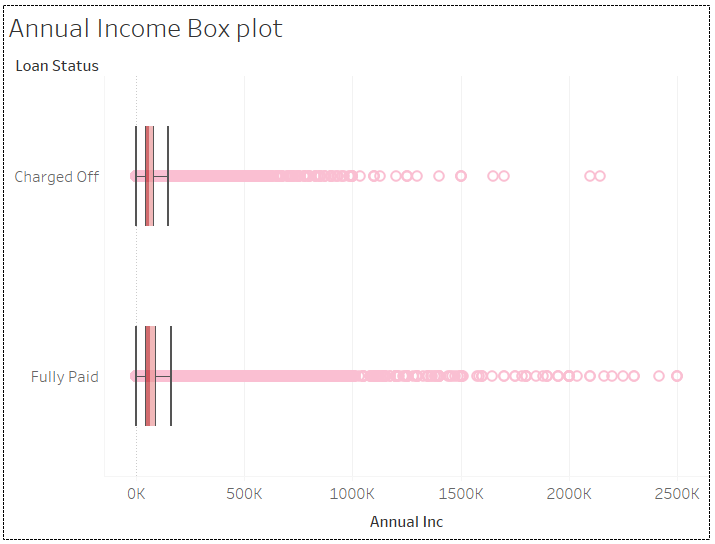 Annual Income Box plot
Loan Status
Charged Off
Fully Paid
0K 500K 1000K 1500K 2000K 2500K
Annual Inc